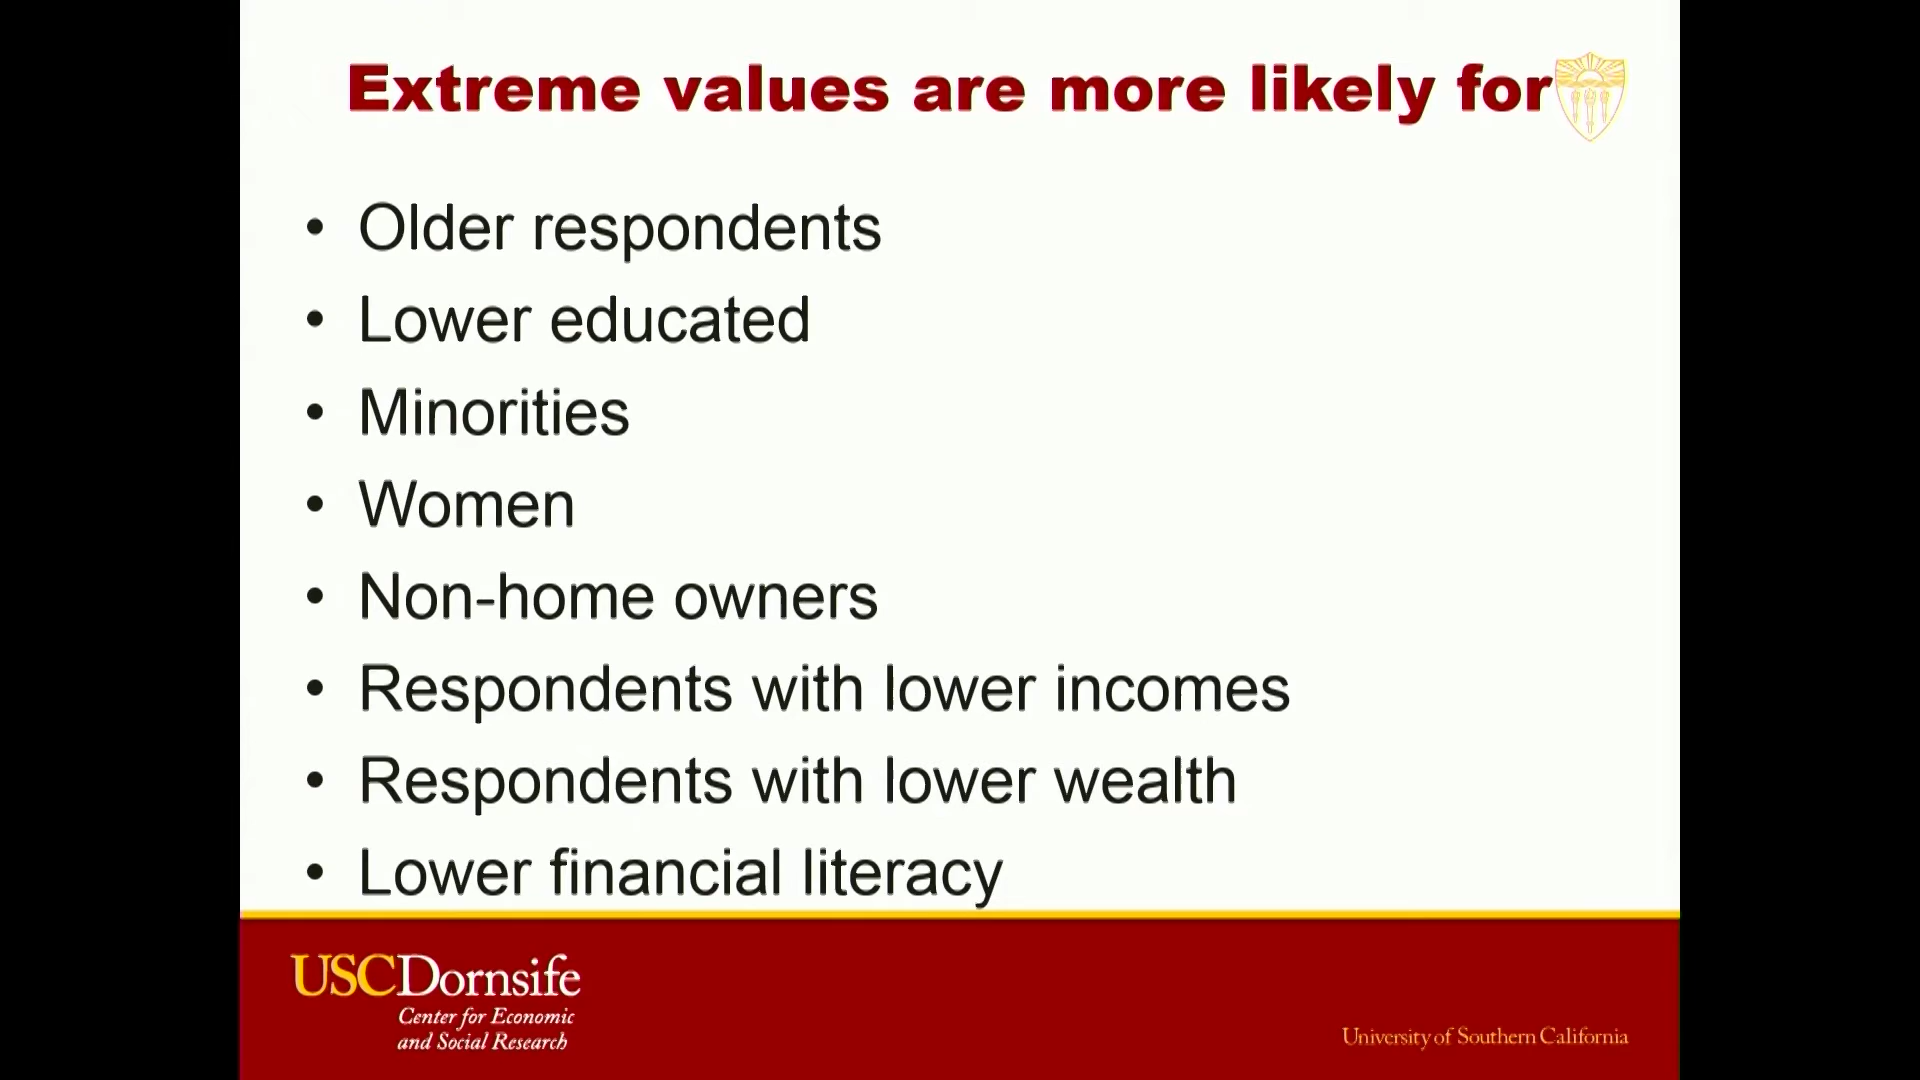 Extreme values are more likely for
• Older respondents
• Lower educated
• Minorities
• Women
• Non-home owners
• Respondents with lower incomes
• Respondents with lower wealth
• Lower financial literacy
USCDornsife
Center for Economic
and Social Research
University of Southern California